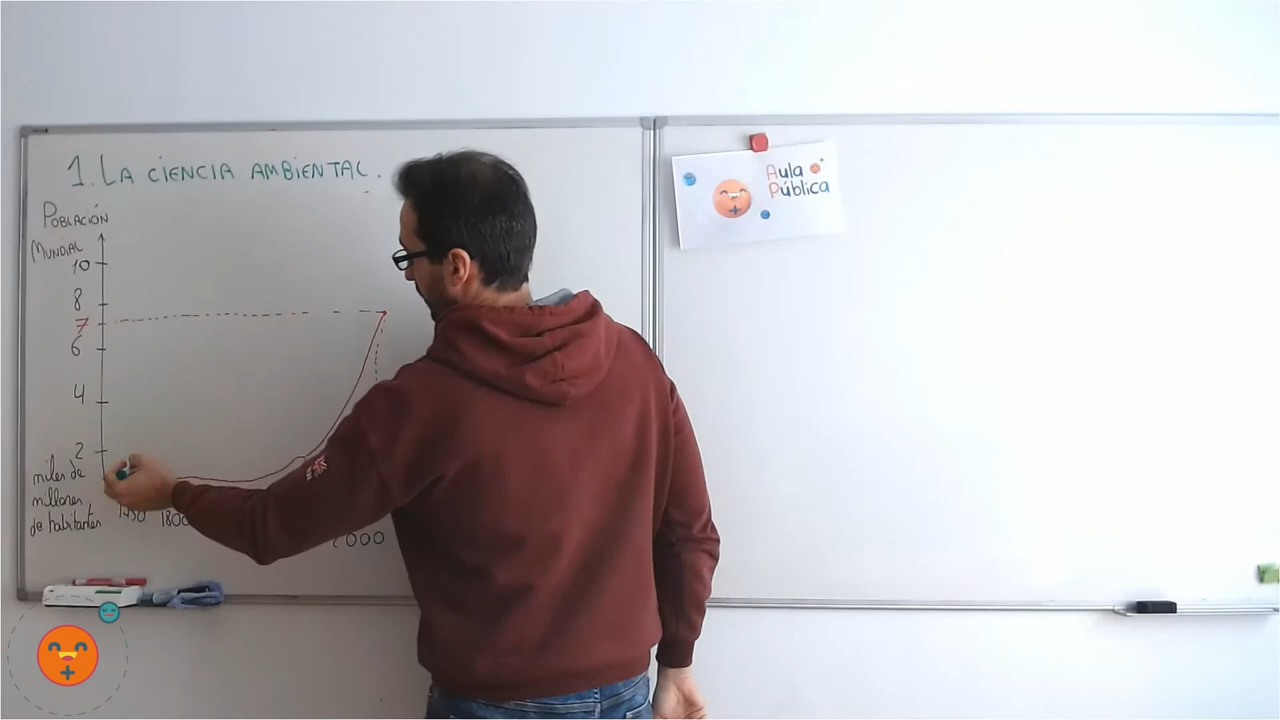 1. LA CIENCIA AMBIENTAL.
POBLACIÓN
MUNDIAL
10
8
7
6
4
2
miles de
millones
de habitantes
1800
2000
Aula
Pública